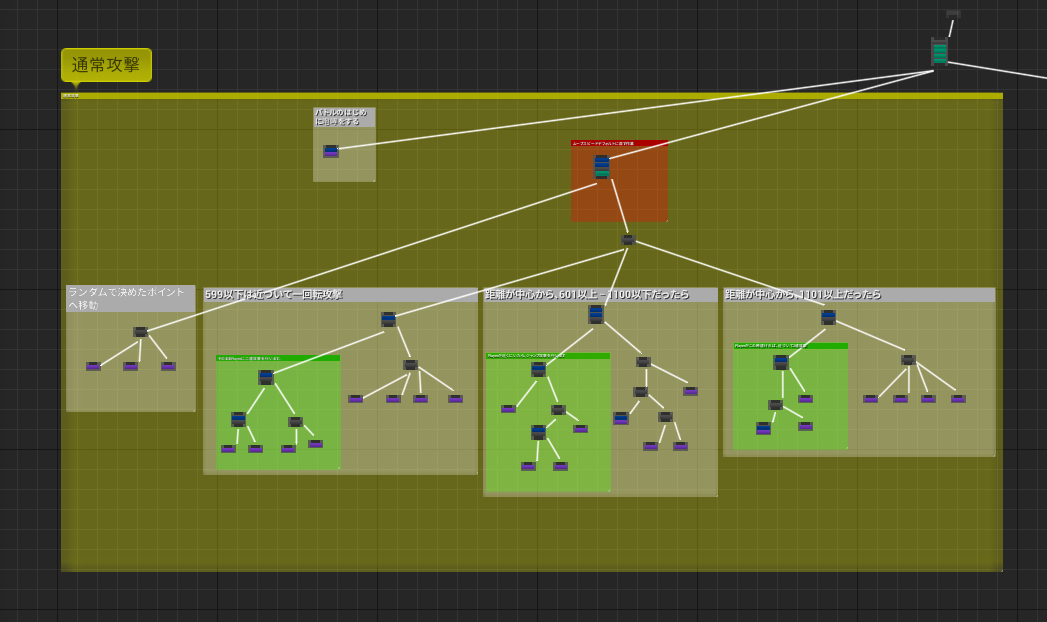 通常攻撃
バトルのはじめ
に咆哮をする
ランダムで決めたポイント
へ移動
599以下は近づいて一回転攻撃
距離が中心から、601以上－1100以下だったら
距離が中心から、1101以上だったら